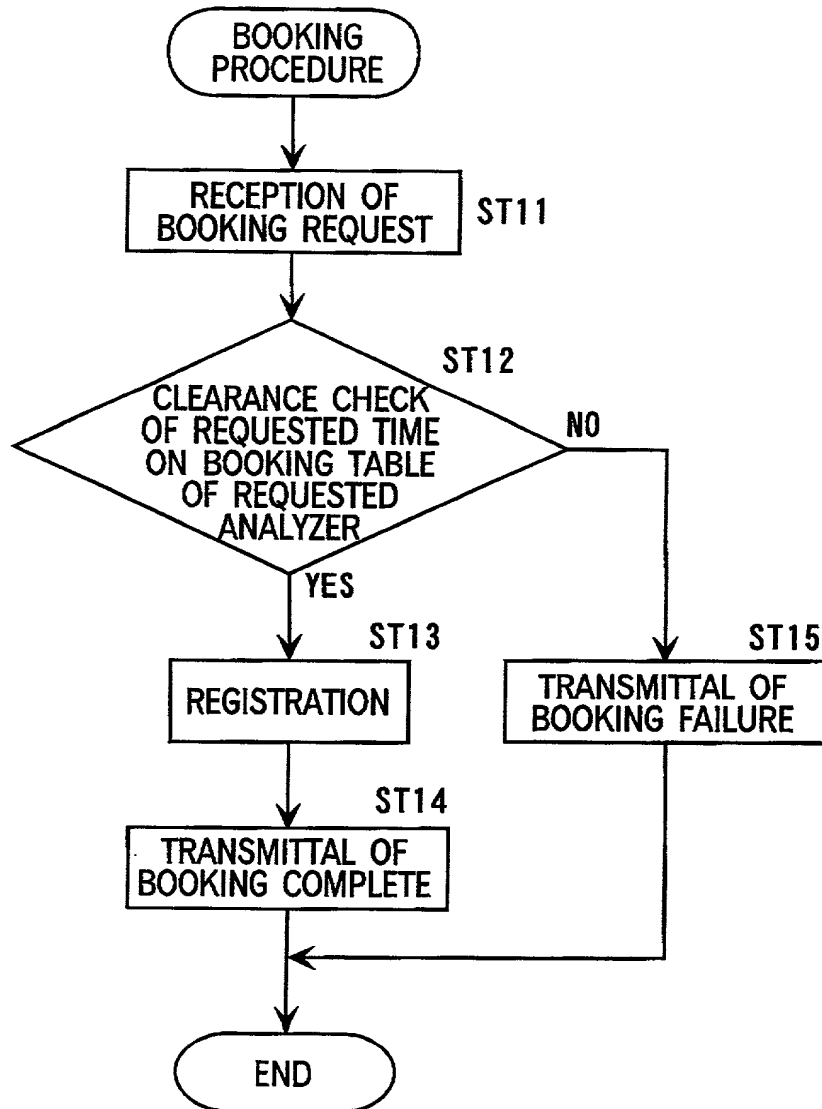 BOOKING
PROCEDURE
RECEPTION OF
BOOKING REQUEST
ST11
ST12
CLEARANCE CHECK
OF REQUESTED TIME
ON BOOKING TABLE
OF REQUESTED
ANALYZER
NO
YES
ST13
REGISTRATION
ST15
TRANSMITTAL OF
BOOKING FAILURE
ST14
TRANSMITTAL OF
BOOKING COMPLETE
END